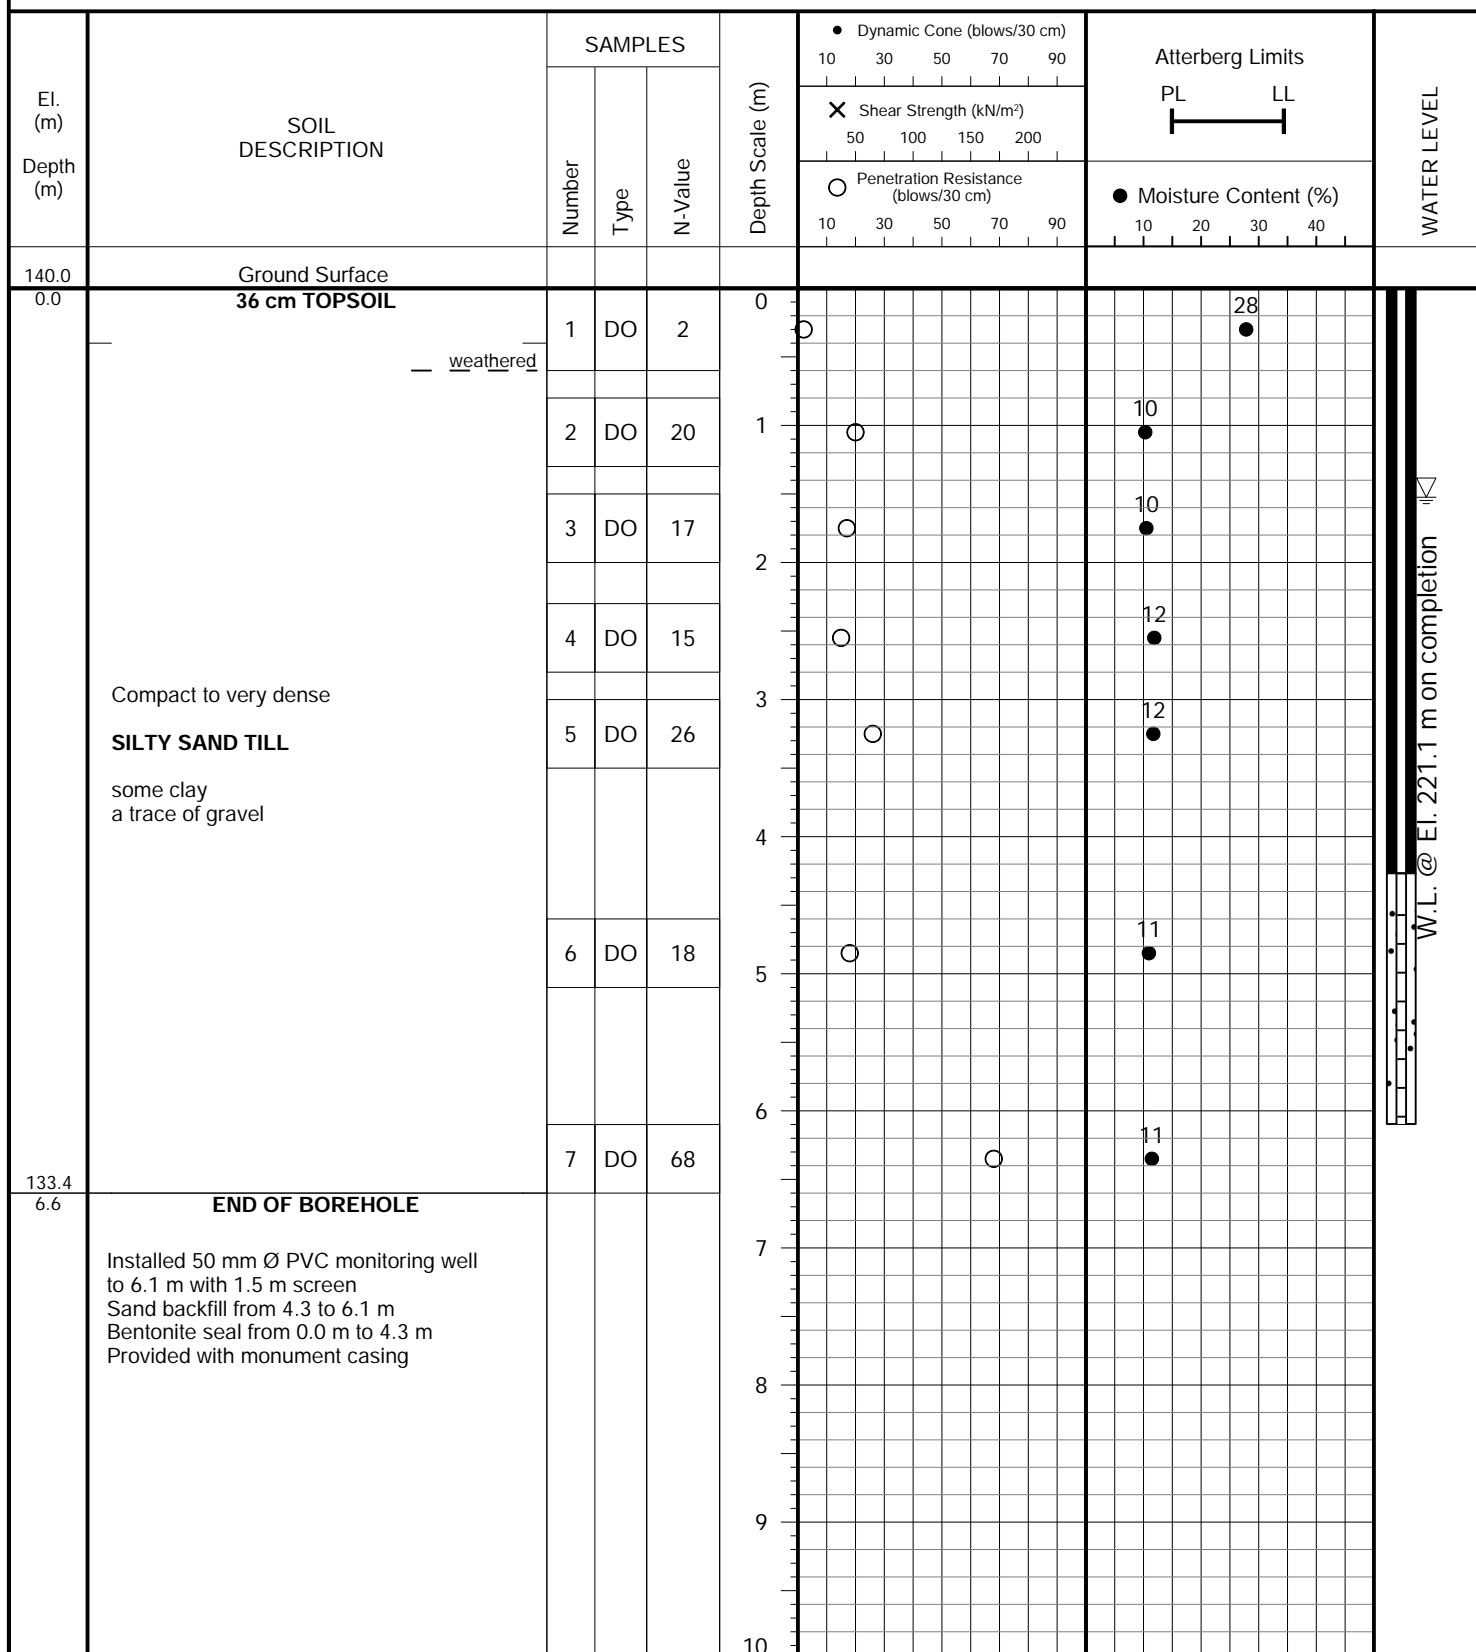 El.
(m)
Depth
(m)
SOIL
DESCRIPTION
SAMPLES
Number
Type
N-Value
Depth Scale (m)
Dynamic Cone (blows/30 cm)
10 30 50 70 90
Shear Strength (kN/m²)
50 100 150 200
Penetration Resistance
(blows/30 cm)
10 30 50 70 90
Atterberg Limits
PL LL
Moisture Content (%)
10 20 30 40
WATER LEVEL
140.0 Ground Surface
0.0 36 cm TOPSOIL 0
28
1 DO 2
weathered
10
1
2 DO 20
10
3 DO 17
2
12
4 DO 15
Compact to very dense
3
12
SILTY SAND TILL
5 DO 26
some clay
a trace of gravel
4
11
6 DO 18
5
6
11
7 DO 68
133.4
6.6 END OF BOREHOLE
Installed 50 mm Ø PVC monitoring well
to 6.1 m with 1.5 m screen
Sand backfill from 4.3 to 6.1 m
Bentonite seal from 0.0 m to 4.3 m
Provided with monument casing
7
8
9
10
W.L. @ El. 221.1 m on completion